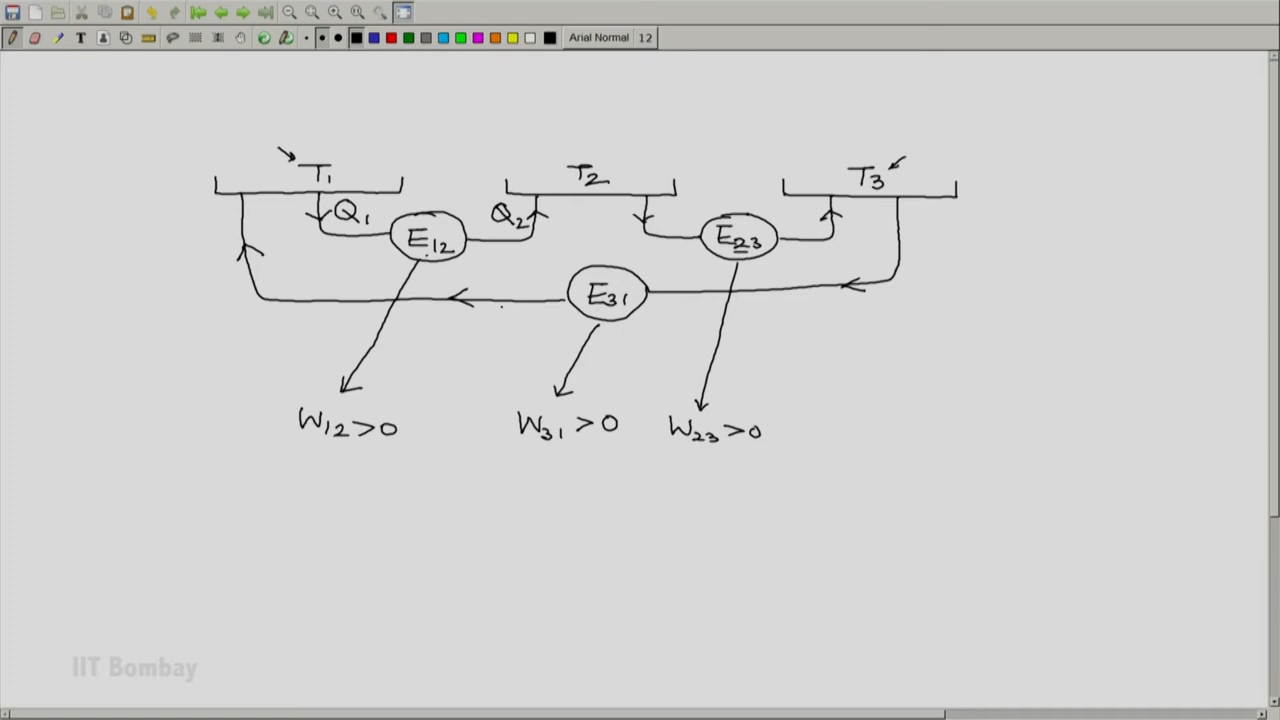 Arial Normal 12
T1 T2 T3
Q1 E12 Q2 E23
E31
W12>0 W31>0 W23>0
IIT Bombay